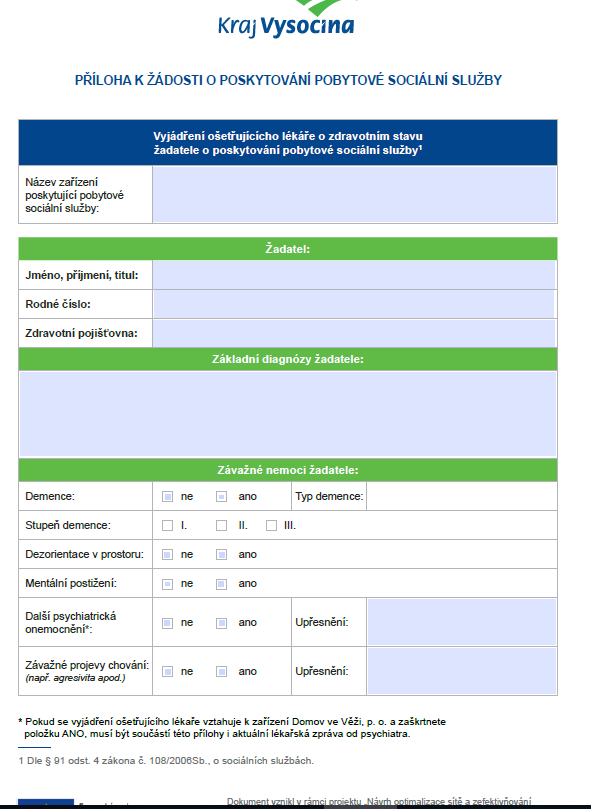 Kraj Vysočina
PŘÍLOHA K ŽÁDOSTI O POSKYTOVÁNÍ POBYTOVÉ SOCIÁLNÍ SLUŽBY
Vyjádření ošetřujícího lékaře o zdravotním stavu
žadatele o poskytování pobytové sociální služby¹
Název zařízení
poskytující pobytové
sociální služby:
Žadatel:
Jméno, příjmení, titul:
Rodné číslo:
Zdravotní pojišťovna:
Základní diagnózy žadatele:
Závažné nemoci žadatele:
Demence: ne ano Typ demence:
Stupeň demence: I. II. III.
Dezorientace v prostoru: ne ano
Mentální postižení: ne ano
Další psychiatrická
onemocnění*: ne ano Upřesnění:
Závažné projevy chování: ne ano Upřesnění:
(např. agresivita apod.)
* Pokud se vyjádření ošetřujícího lékaře vztahuje k zařízení Domov ve Věži, p. o. a zaškrtnete
položku ANO, musí být součástí této přílohy i aktuální lékařská zpráva od psychiatra.
1 Dle § 91 odst. 4 zákona č. 108/2006Sb., o sociálních službách.
Dokument vznikl v rámci projektu „Návrh optimalizace sítě a zefektivňování